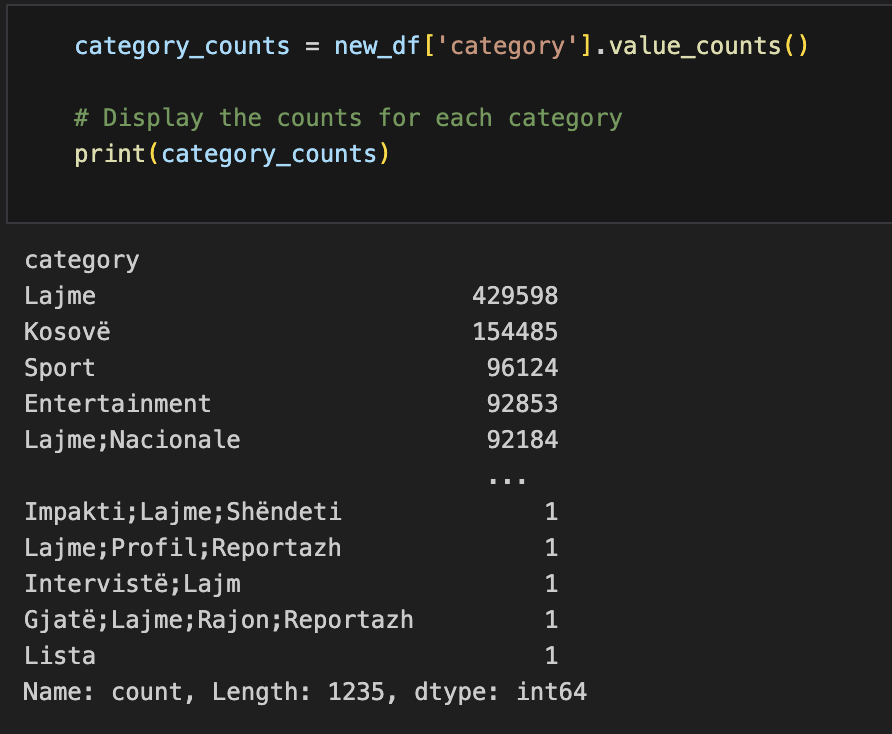 category_counts = new_df['category'].value_counts()
# Display the counts for each category
print(category_counts)
category
Lajme 429598
Kosovë 154485
Sport 96124
Entertainment 92853
Lajme;Nacionale 92184
...
Impakti;Lajme;Shëndeti 1
Lajme;Profil;Reportazh 1
Intervistë;Lajm 1
Gjatë;Lajme;Rajon;Reportazh 1
Lista 1
Name: count, Length: 1235, dtype: int64